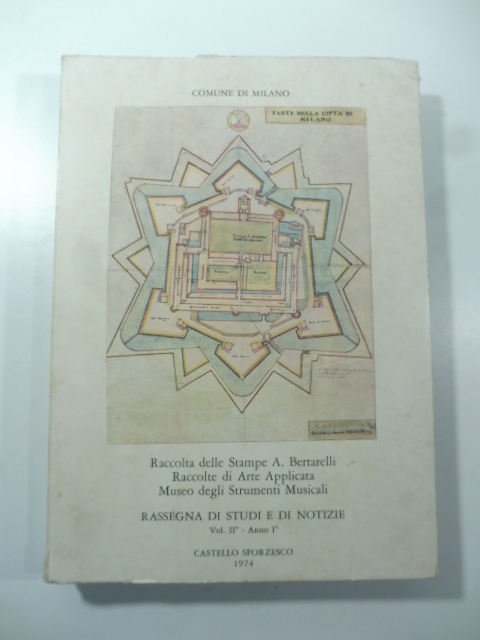 COMUNE DI MILANO
PARTE DELLA CITTA DI
MILANO
Raccolta delle Stampe A. Bertarelli
Raccolte di Arte Applicata
Museo degli Strumenti Musicali
RASSEGNA DI STUDI E DI NOTIZIE
Vol. II° - Anno I°
CASTELLO SFORZESCO
1974